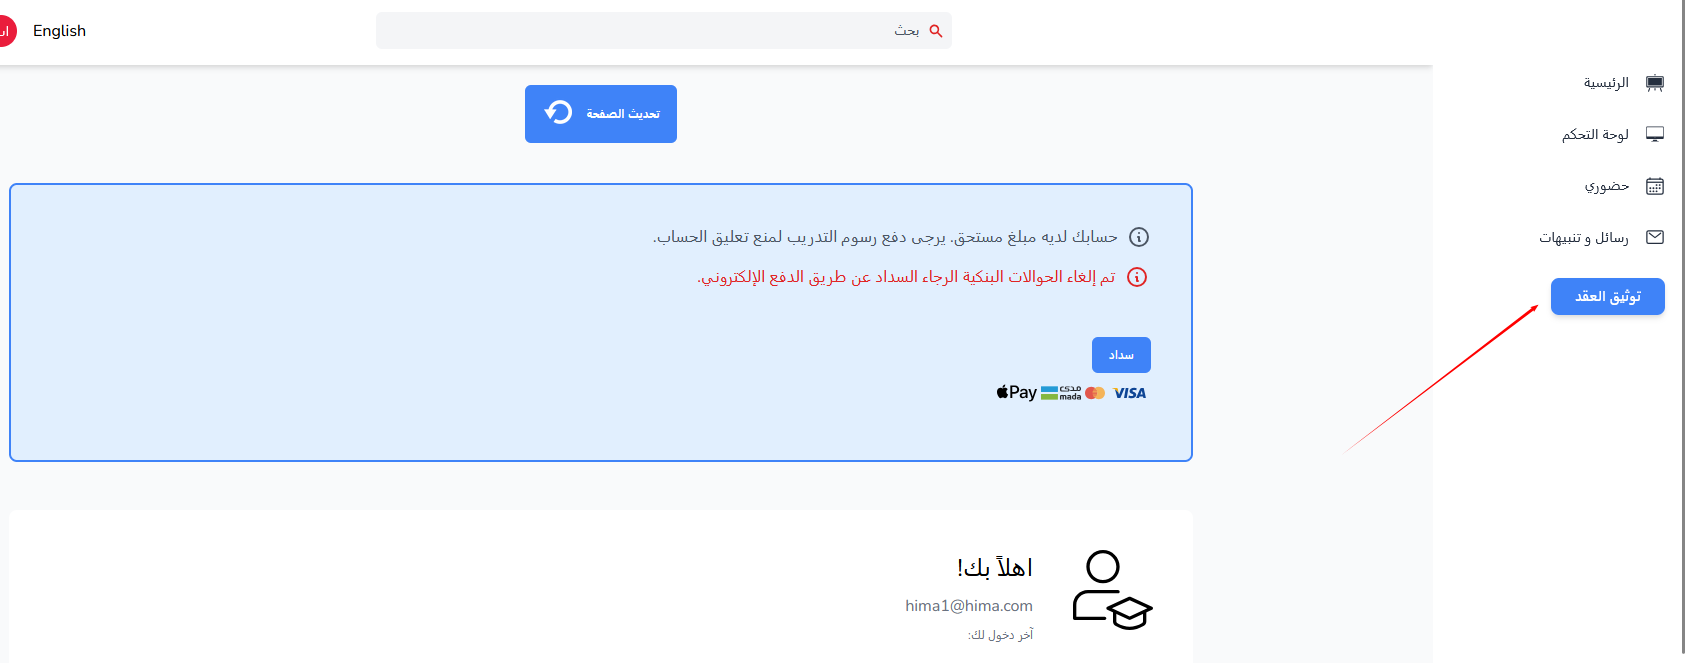 English
بحث
الرئيسية
لوحة التحكم
حضوري
رسائل و تنبيهات
توثيق العقد
تحديث الصفحة
حسابك لديه مبلغ مستحق. يرجى دفع رسوم التدريب لمنع تعليق الحساب.
تم إلغاء الحوالات البنكية الرجاء السداد عن طريق الدفع الإلكتروني.
سداد
Pay مدى mada VISA
اهلاً بك!
hima1@hima.com
آخر دخول لك: